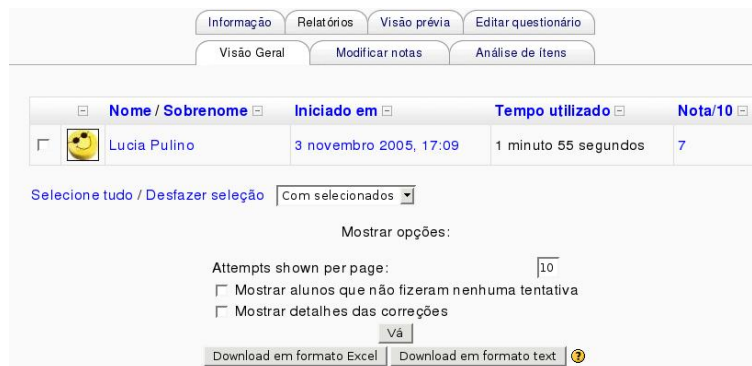 Informação Relatórios Visão prévia Editar questionário
Visão Geral Modificar notas Análise de ítens
Nome / Sobrenome Iniciado em Tempo utilizado Nota/10
Lucia Pulino 3 novembro 2005, 17:09 1 minuto 55 segundos 7
Selecione tudo / Desfazer seleção Com selecionados
Mostrar opções:
Attempts shown per page: 10
Mostrar alunos que não fizeram nenhuma tentativa
Mostrar detalhes das correções
Vá
Download em formato Excel Download em formato text ?